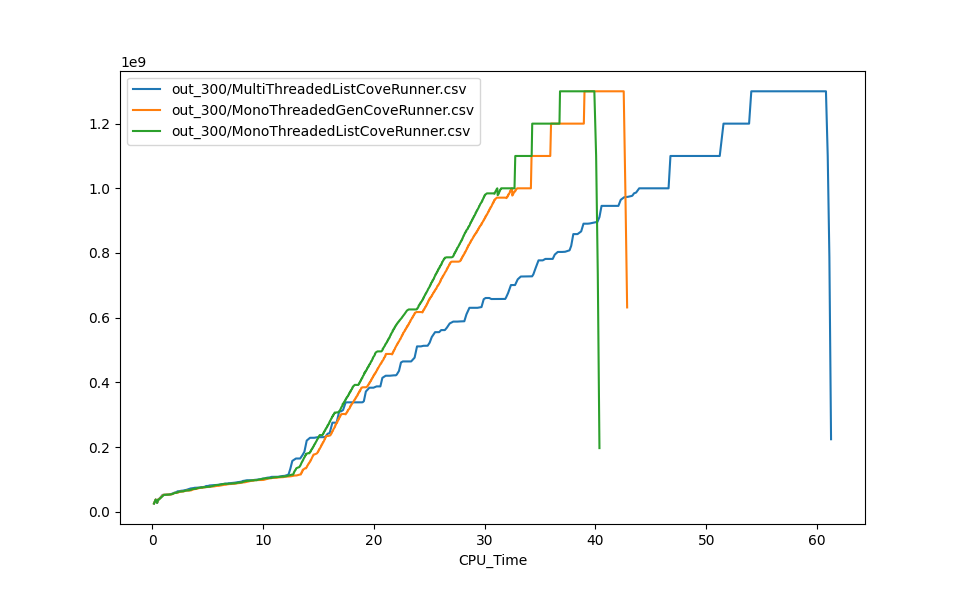 1e9
out_300/MultiThreadedListCoveRunner.csv
out_300/MonoThreadedGenCoveRunner.csv
out_300/MonoThreadedListCoveRunner.csv
1.2
1.0
0.8
0.6
0.4
0.2
0.0
0 10 20 30 40 50 60
CPU_Time